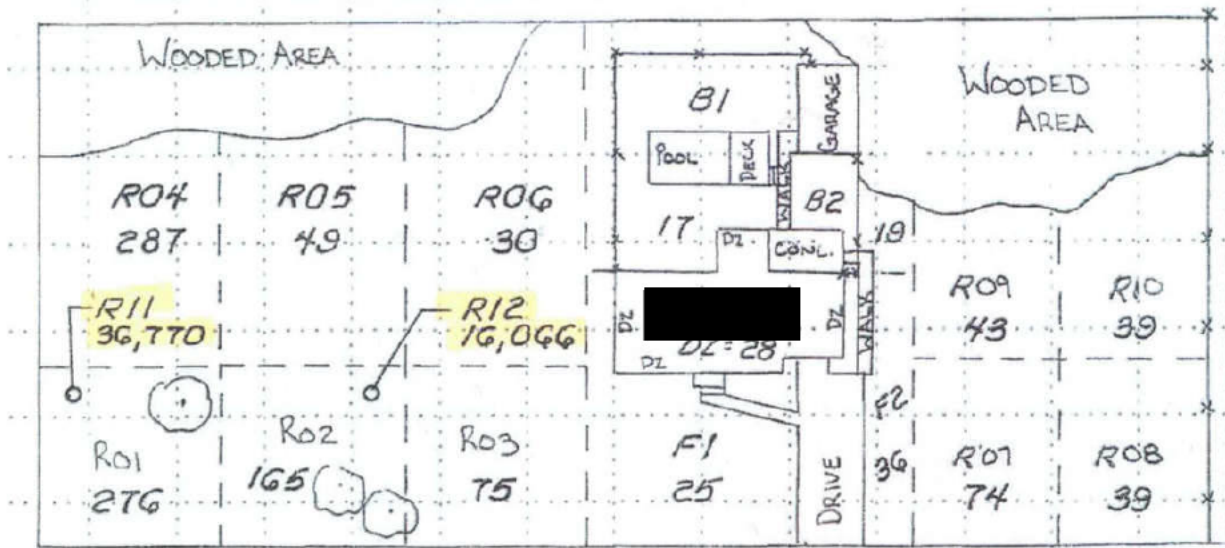 WOODED AREA
WOODED
AREA
B1
GARAGE
POOL
DECK
WALK
B2
R04
287
R05
49
R06
30
17
DZ
CONC.
19
R09
43
R10
39
R11
36,770
R12
16,066
DZ
DZ
WALK
DZ=28
DZ
F2
36
R01
276
R02
165
R03
75
F1
25
DRIVE
R07
74
R08
39